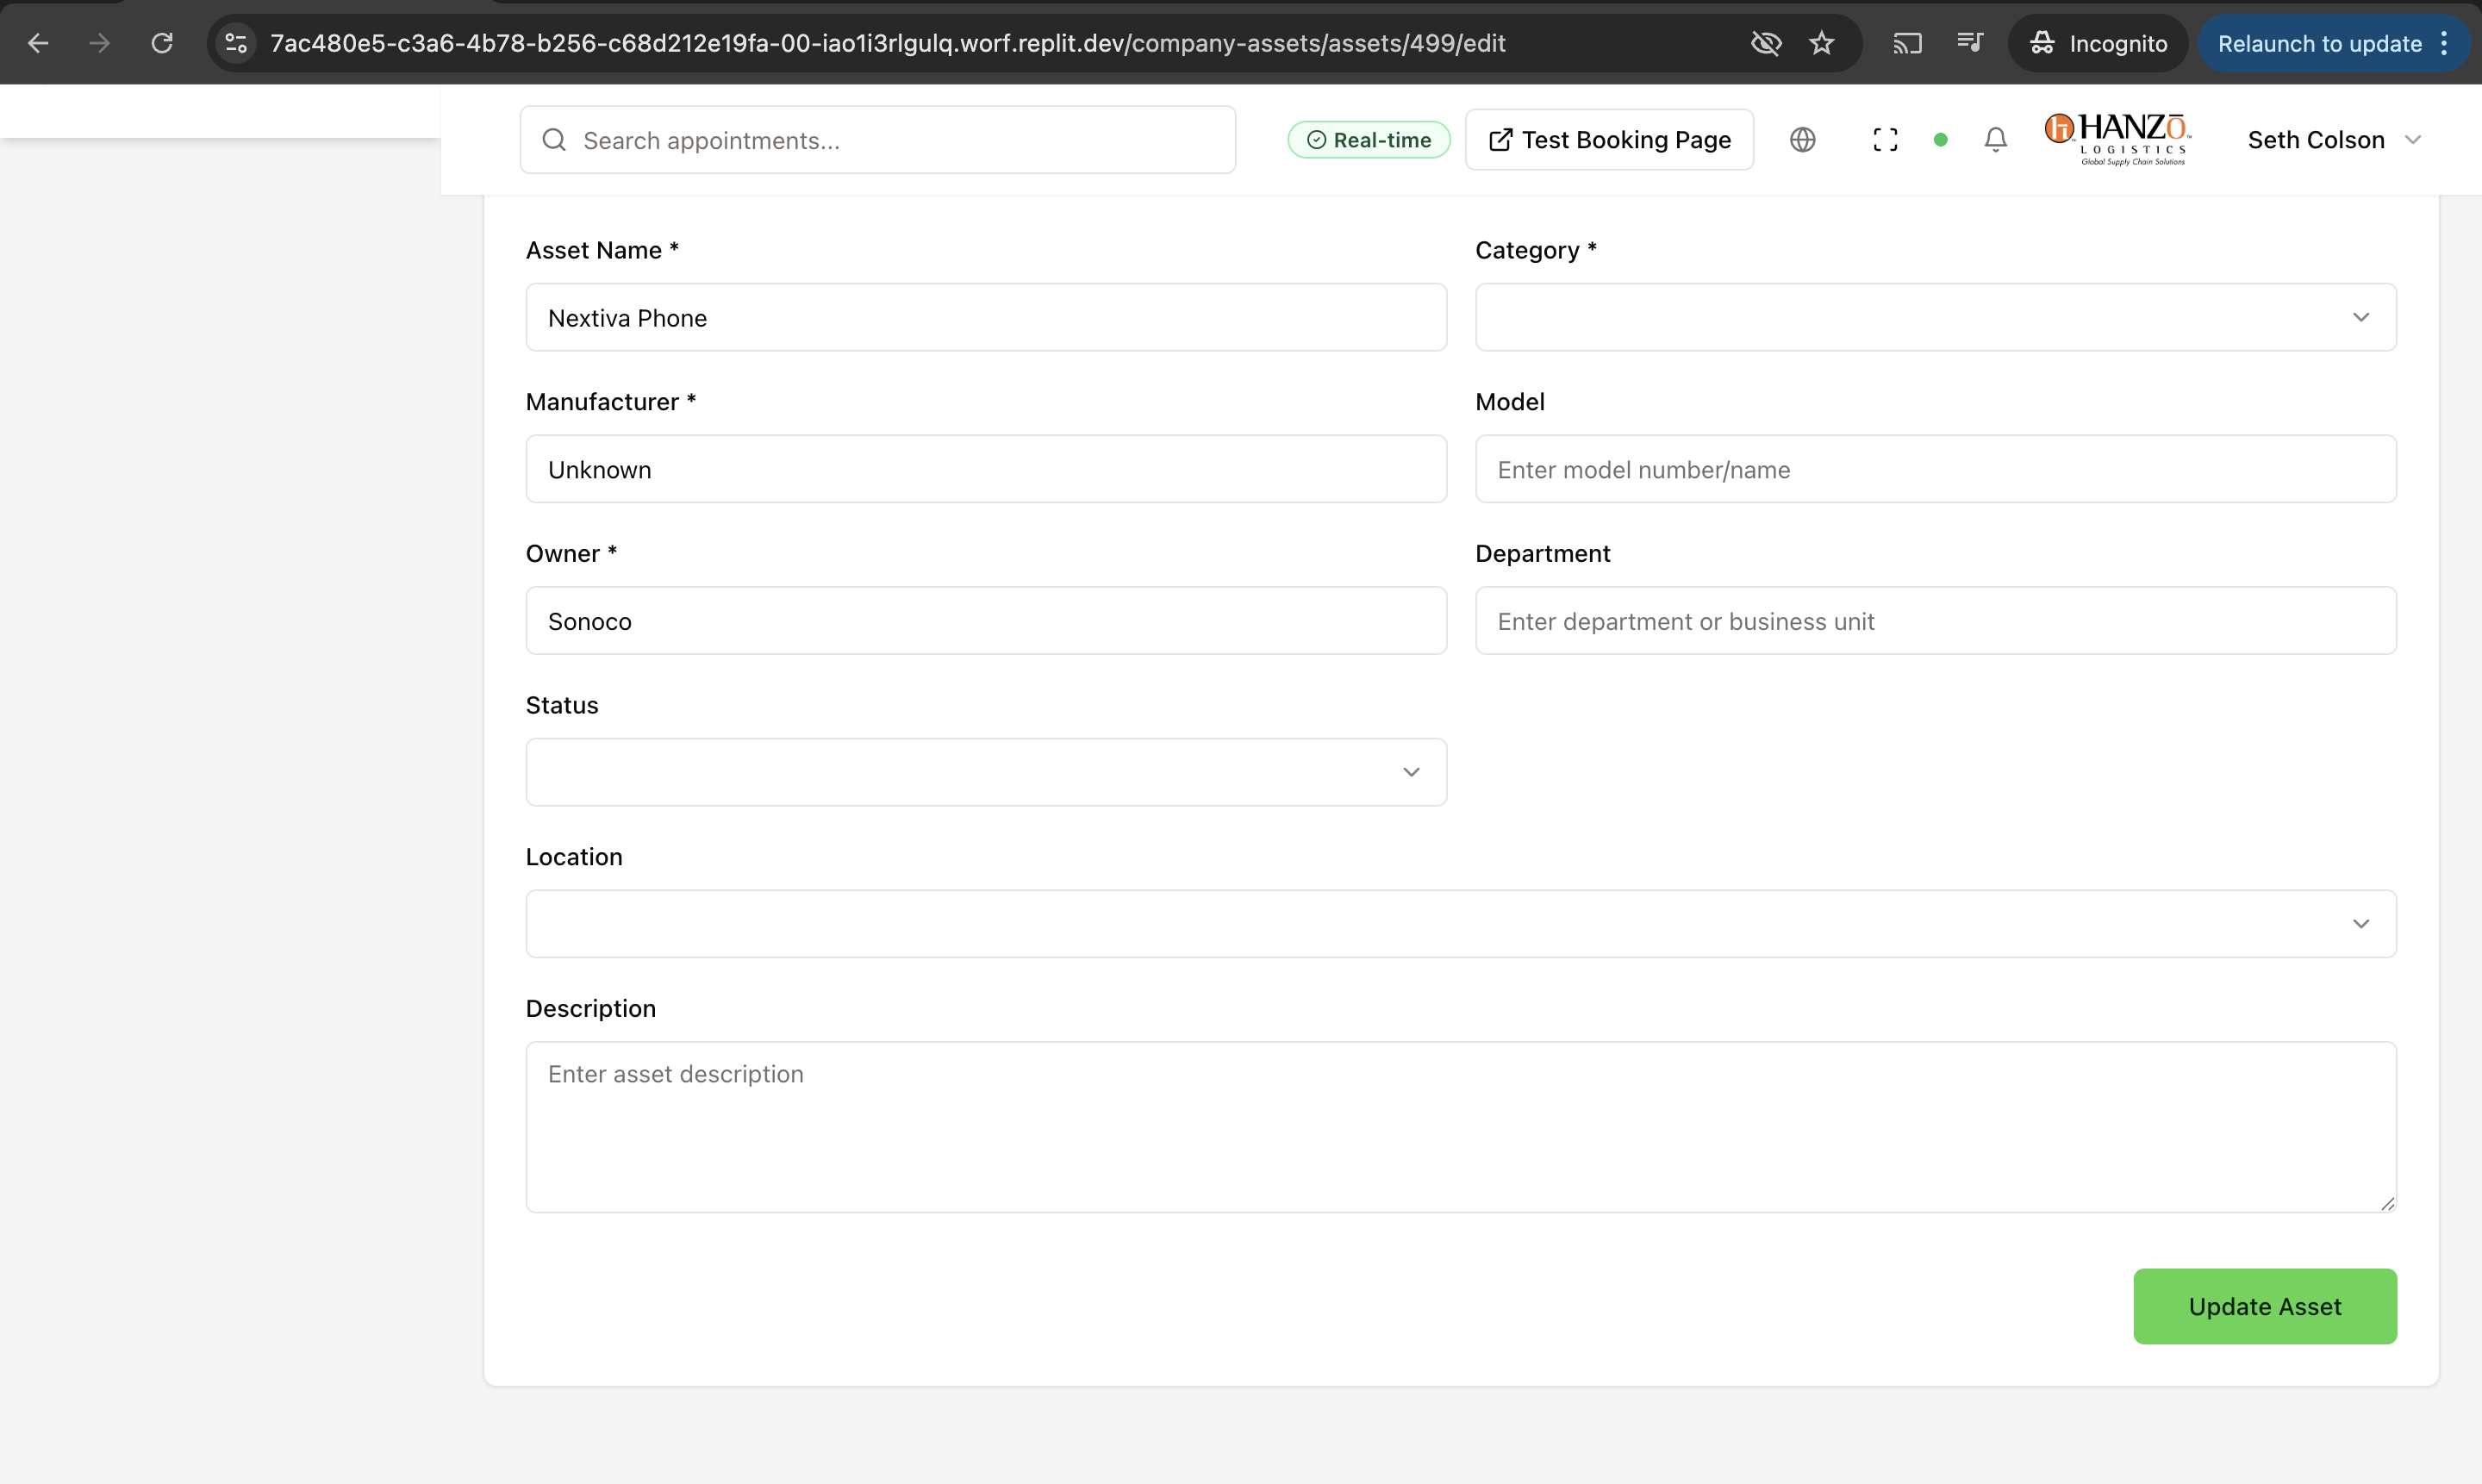 7ac480e5-c3a6-4b78-b256-c68d212e19fa-00-iao1i3rlgulq.worf.replit.dev/company-assets/assets/499/edit
Incognito
Relaunch to update
Search appointments...
Real-time
Test Booking Page
HANZŌ™
LOGISTICS
Global Supply Chain Solutions
Seth Colson
Asset Name *
Category *
Nextiva Phone
Manufacturer *
Model
Unknown
Enter model number/name
Owner *
Department
Sonoco
Enter department or business unit
Status
Location
Description
Enter asset description
Update Asset